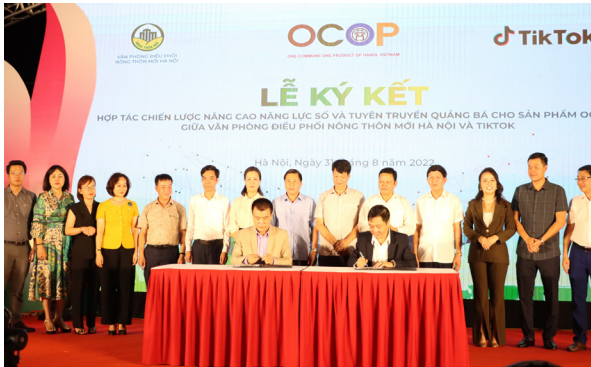 OCOP
TikTok
VĂN PHÒNG ĐIỀU PHỐI
NÔNG THÔN MỚI HÀ NỘI
ONE COMMUNE ONE PRODUCT OF HANOI, VIETNAM
LỄ KÝ KẾT
HỢP TÁC CHIẾN LƯỢC NÂNG CAO NĂNG LỰC SỐ VÀ TUYÊN TRUYỀN QUẢNG BÁ CHO SẢN PHẨM
GIỮA VĂN PHÒNG ĐIỀU PHỐI NÔNG THÔN MỚI HÀ NỘI VÀ TIKTOK
Hà Nội, Ngày 31 tháng 8 năm 2022